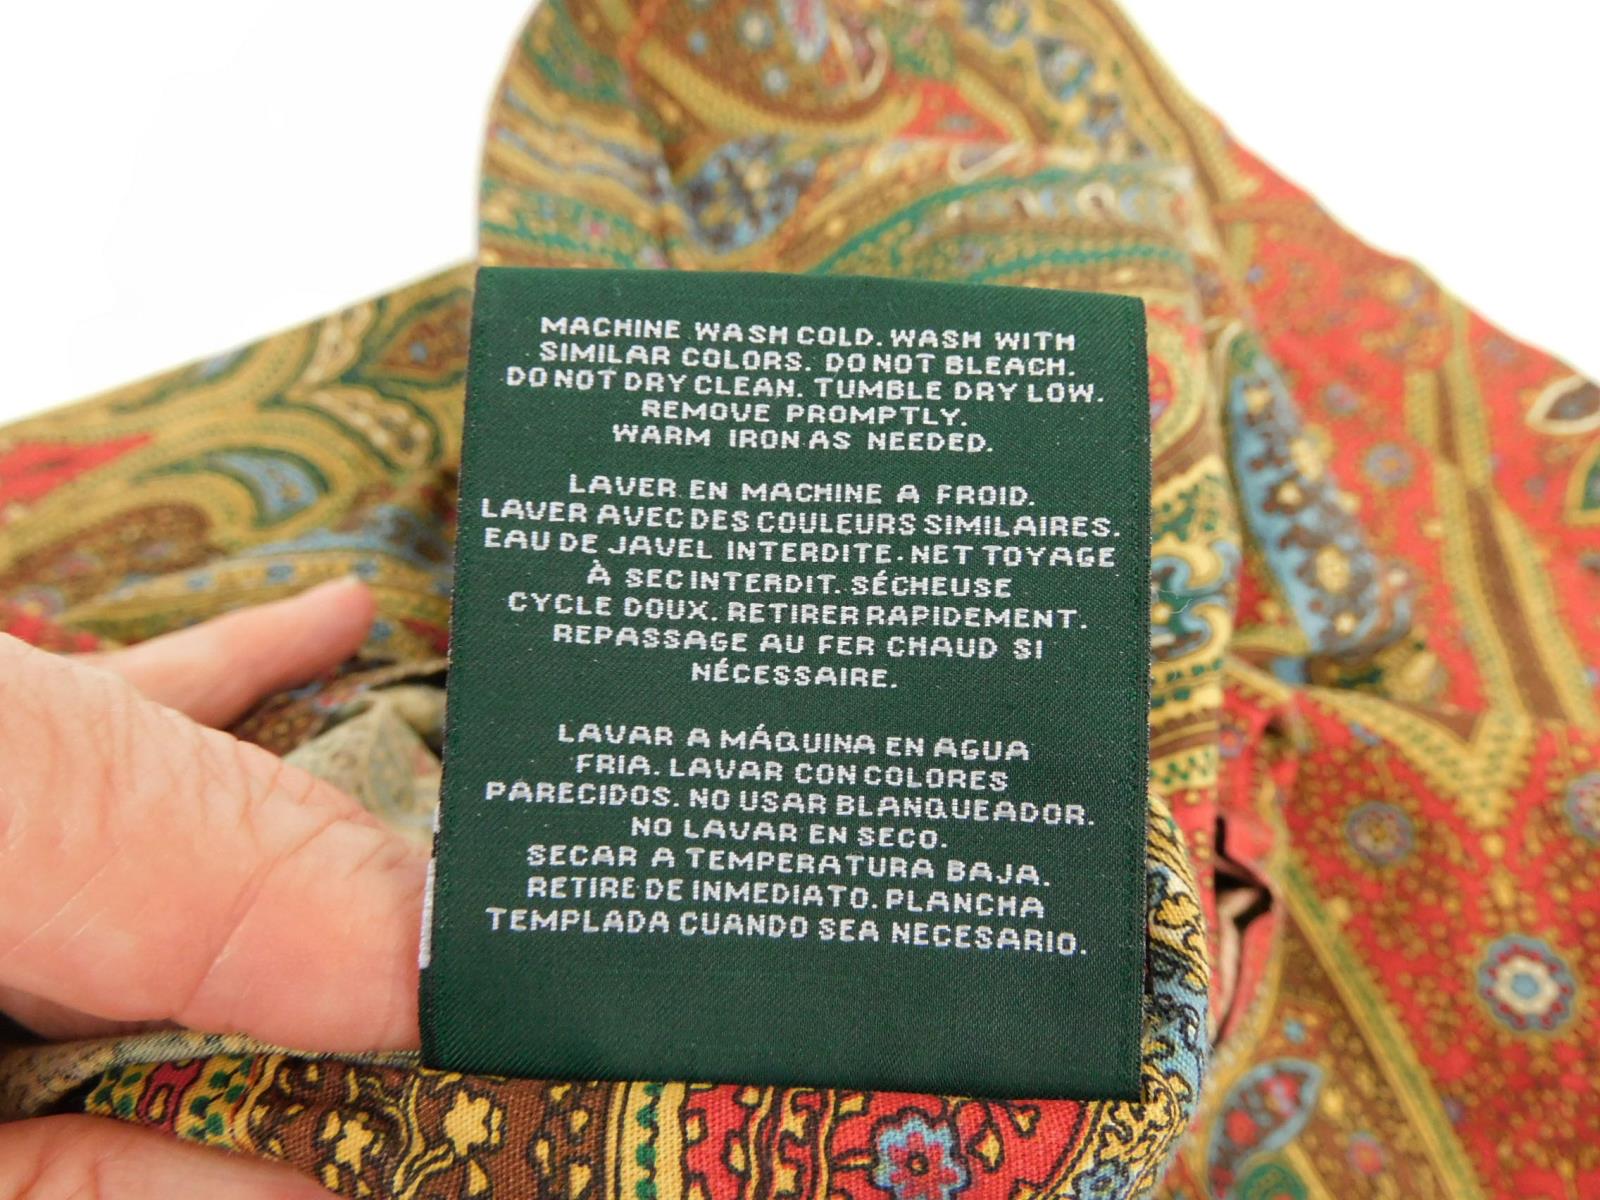 MACHINE WASH COLD. WASH WITH
SIMILAR COLORS. DO NOT BLEACH.
DO NOT DRY CLEAN. TUMBLE DRY LOW.
REMOVE PROMPTLY.
WARM IRON AS NEEDED.
LAVER EN MACHINE A FROID.
LAVER AVEC DES COULEURS SIMILAIRES.
EAU DE JAVEL INTERDITE. NETTOYAGE
À SEC INTERDIT. SÉCHEUSE
CYCLE DOUX. RETIRER RAPIDEMENT.
REPASSAGE AU FER CHAUD SI
NÉCESSAIRE.
LAVAR A MÁQUINA EN AGUA
FRIA. LAVAR CON COLORES
PARECIDOS. NO USAR BLANQUEADOR.
NO LAVAR EN SECO.
SECAR A TEMPERATURA BAJA.
RETIRE DE INMEDIATO. PLANCHA
TEMPLADA CUANDO SEA NECESARIO.